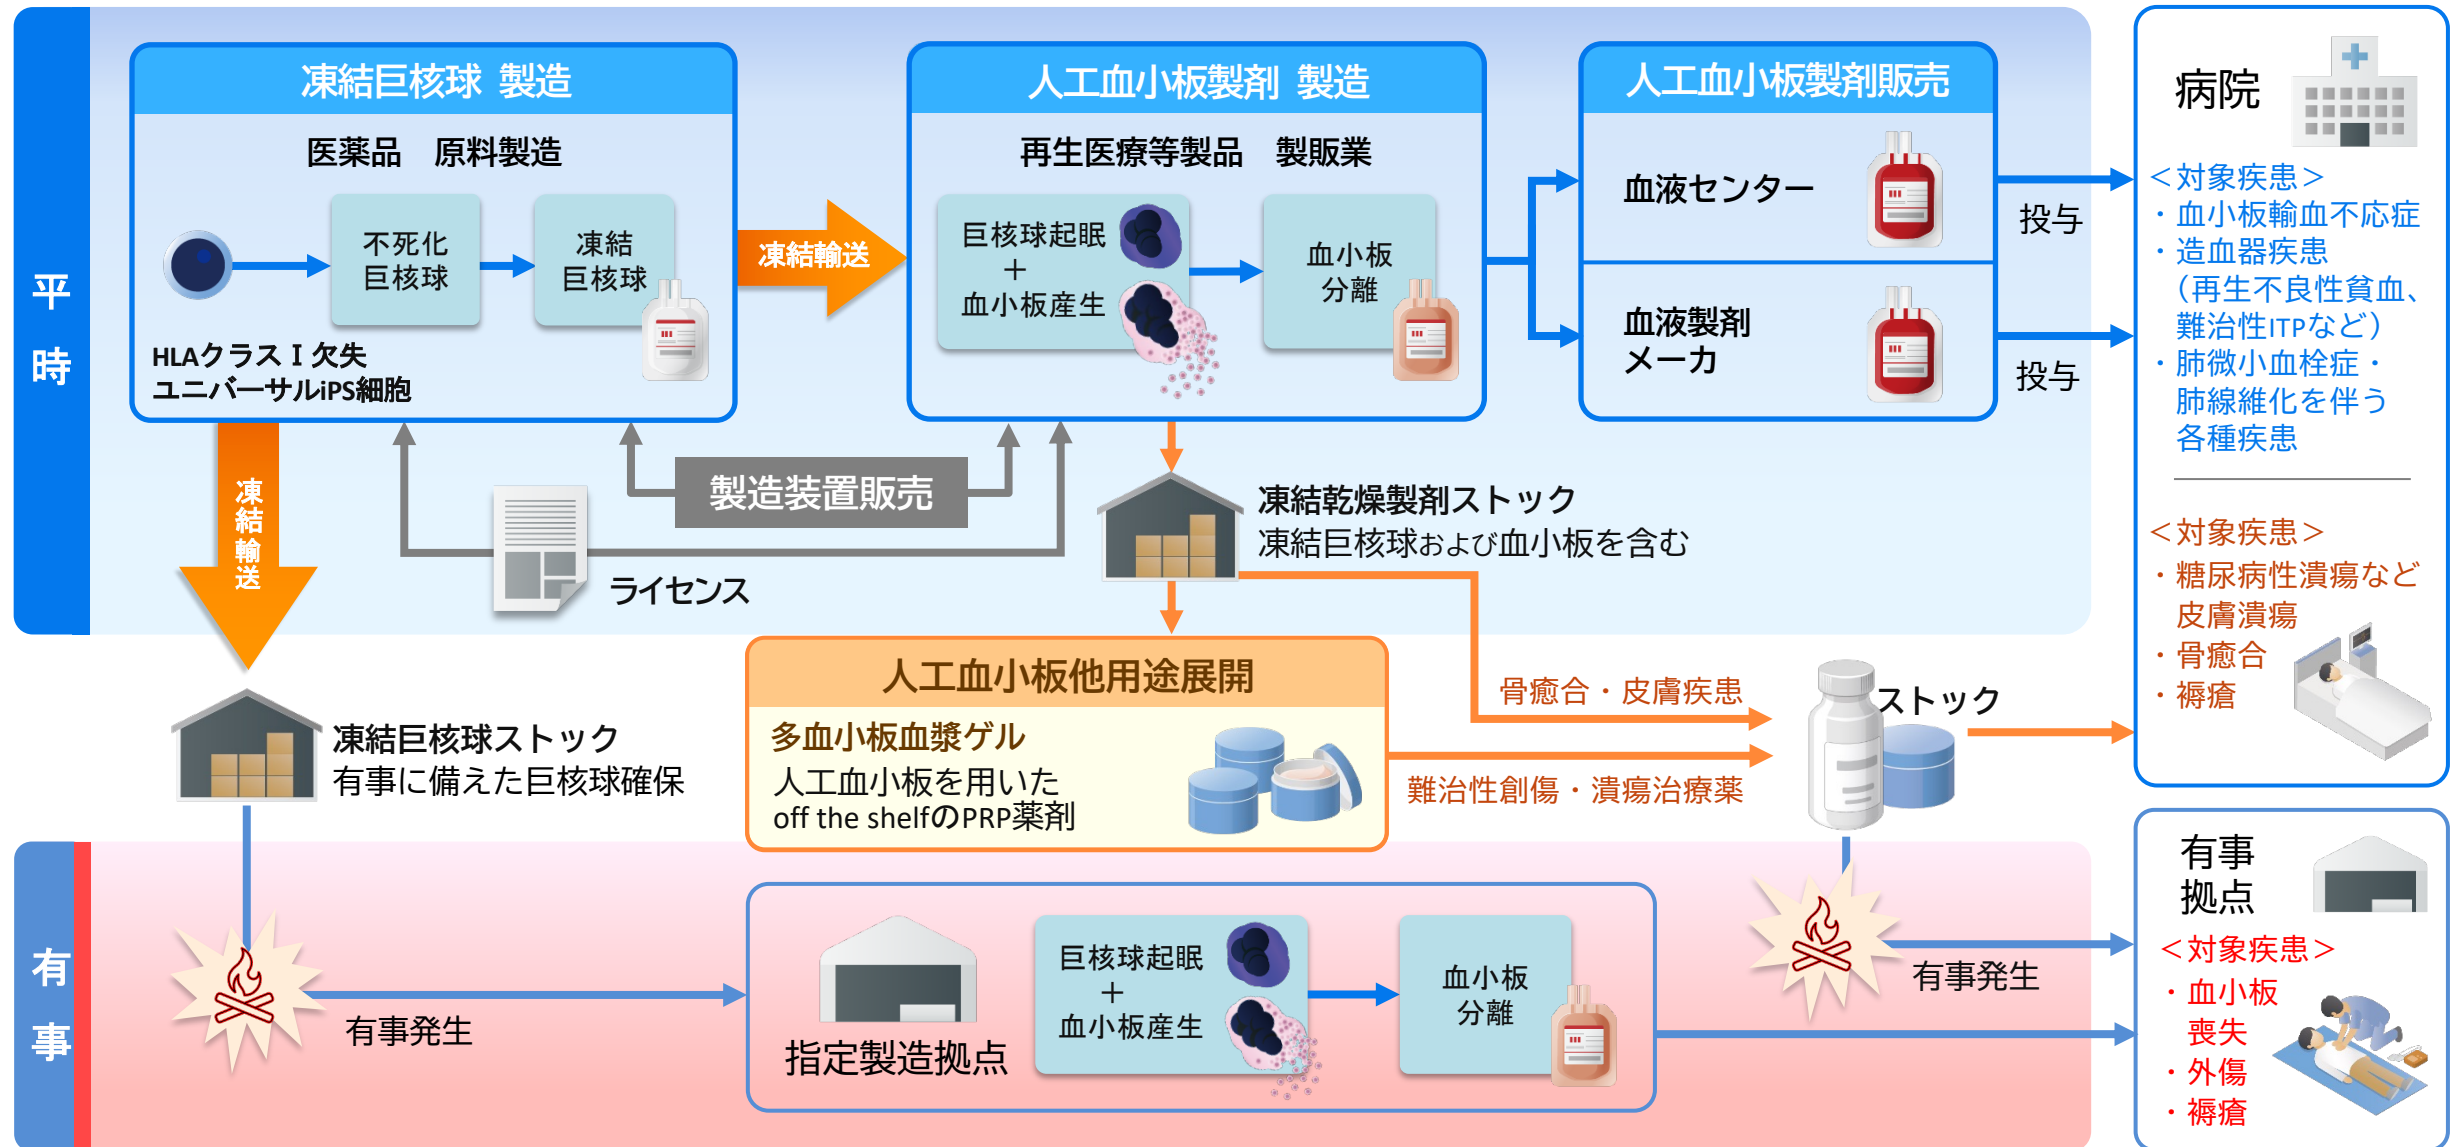 平時
凍結巨核球 製造
医薬品 原料製造
不死化
巨核球
凍結
巨核球
HLAクラスⅠ欠失
ユニバーサルiPS細胞
凍結輸送
人工血小板製剤 製造
再生医療等製品 製販業
巨核球起眠
＋
血小板産生
血小板
分離
人工血小板製剤販売
血液センター
血液製剤
メーカ
投与
投与
病院
＜対象疾患＞
・血小板輸血不応症
・造血器疾患
（再生不良性貧血、
難治性ITPなど）
・肺微小血栓症・
肺線維化を伴う
各種疾患
＜対象疾患＞
・糖尿病性潰瘍など
皮膚潰瘍
・骨癒合
・褥瘡
凍結輸送
製造装置販売
ライセンス
凍結乾燥製剤ストック
凍結巨核球および血小板を含む
凍結巨核球ストック
有事に備えた巨核球確保
人工血小板他用途展開
多血小板血漿ゲル
人工血小板を用いた
off the shelfのPRP薬剤
骨癒合・皮膚疾患
難治性創傷・潰瘍治療薬
ストック
有事
有事発生
指定製造拠点
巨核球起眠
＋
血小板産生
血小板
分離
有事発生
有事
拠点
＜対象疾患＞
・血小板
喪失
・外傷
・褥瘡